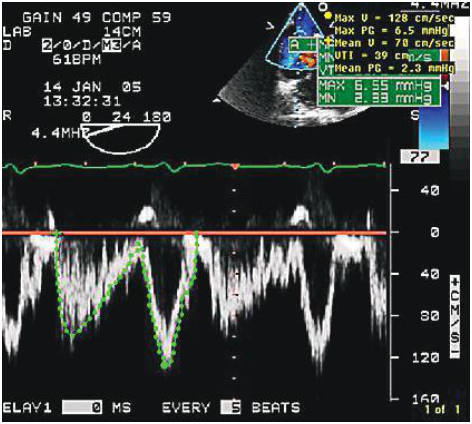 GAIN 49 COMP 59
LAB 14CM
D 2/0/D/M3/A
61BPM
14 JAN 05
13:32:31
R 0 24 180
4.4MHz
4.4MHz
Max V = 128 cm/sec
Max PG = 6.5 mmHg
Mean V = 70 cm/sec
VTI = 39 cm
Mean PG = 2.3 mmHg
A +
MAX 6.55 mmHg
MN 2.33 mmHg
S
77
40
0
40
80
120
160
+CM/S-
ELAY1 0 MS EVERY 5 BEATS
1 of 1